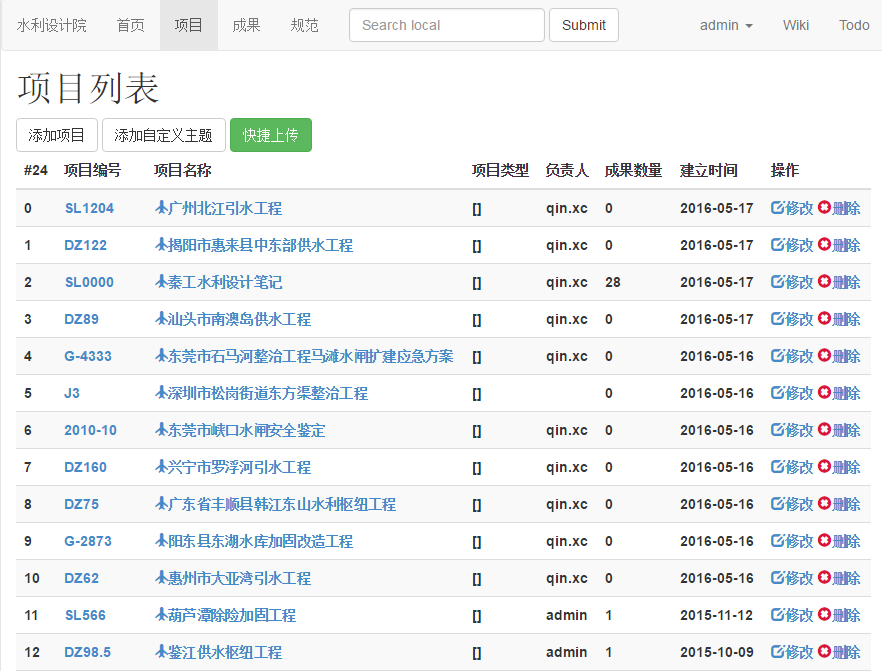 水利设计院 首页 项目 成果 规范 Search local Submit admin Wiki Todo
项目列表
添加项目 添加自定义主题 快捷上传
#24 项目编号 项目名称 项目类型 负责人 成果数量 建立时间 操作
0 SL1204 广州北江引水工程 [] qin.xc 0 2016-05-17 修改 删除
1 DZ122 揭阳市惠来县中东部供水工程 [] qin.xc 0 2016-05-17 修改 删除
2 SL0000 秦工水利设计笔记 [] qin.xc 28 2016-05-17 修改 删除
3 DZ89 汕头市南澳岛供水工程 [] qin.xc 0 2016-05-17 修改 删除
4 G-4333 东莞市石马河整治工程马滩水闸扩建应急方案 [] qin.xc 0 2016-05-16 修改 删除
5 J3 深圳市松岗街道东方渠整治工程 [] 0 2016-05-16 修改 删除
6 2010-10 东莞市峡口水闸安全鉴定 [] qin.xc 0 2016-05-16 修改 删除
7 DZ160 兴宁市罗浮河引水工程 [] qin.xc 0 2016-05-16 修改 删除
8 DZ75 广东省丰顺县韩江东山水利枢纽工程 [] qin.xc 0 2016-05-16 修改 删除
9 G-2873 阳东县东湖水库加固改造工程 [] qin.xc 0 2016-05-16 修改 删除
10 DZ62 惠州市大亚湾引水工程 [] qin.xc 0 2016-05-16 修改 删除
11 SL566 葫芦潭除险加固工程 [] admin 1 2015-11-12 修改 删除
12 DZ98.5 鉴江供水枢纽工程 [] admin 1 2015-10-09 修改 删除